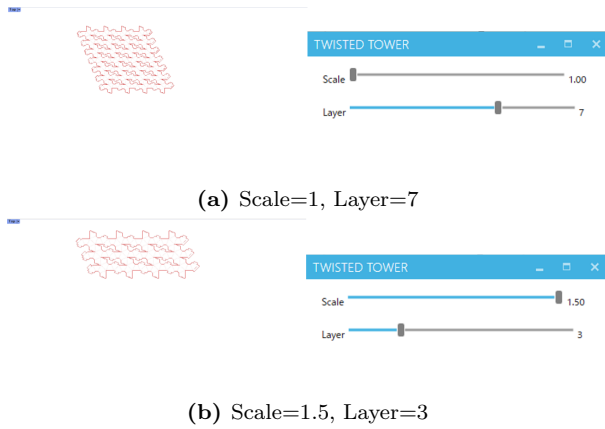 TWISTED TOWER
Scale 1.00
Layer 7
(a) Scale=1, Layer=7
TWISTED TOWER
Scale 1.50
Layer 3
(b) Scale=1.5, Layer=3